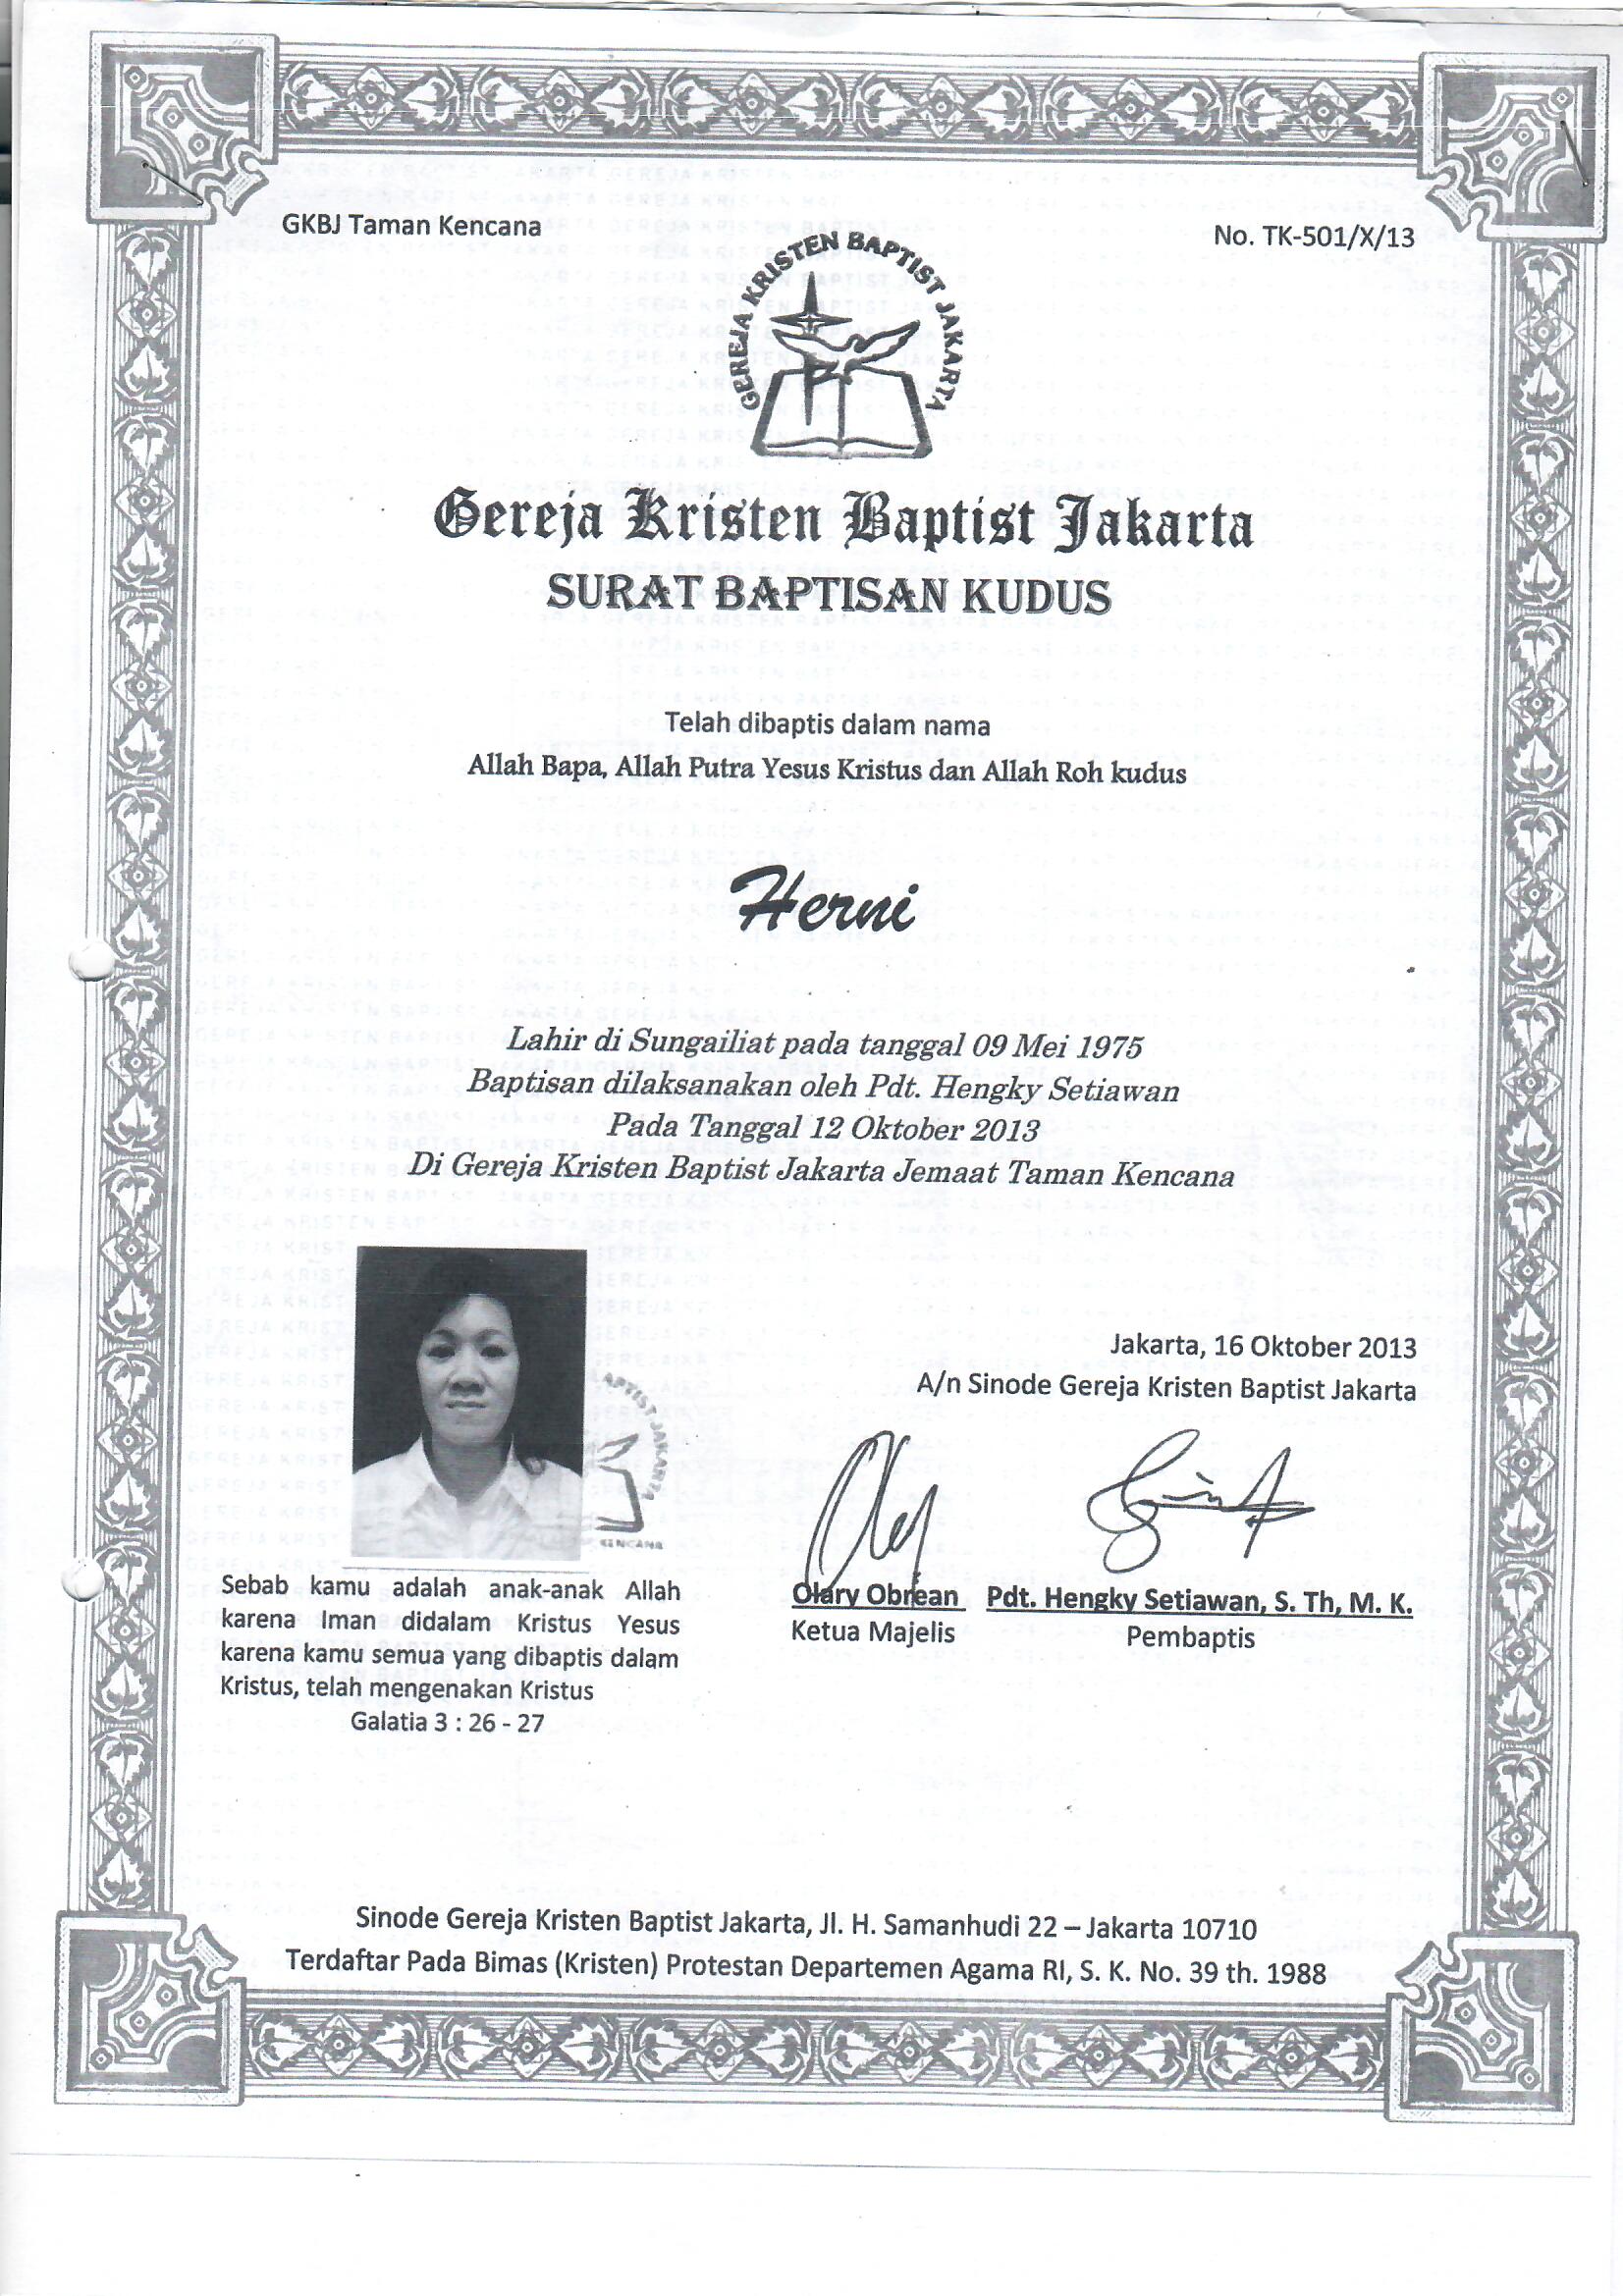 GKBJ Taman Kencana
No. TK-501/X/13
GEREJA KRISTEN BAPTIST JAKARTA
Gereja Kristen Baptist Jakarta
SURAT BAPTISAN KUDUS
Telah dibaptis dalam nama
Allah Bapa, Allah Putra Yesus Kristus dan Allah Roh kudus
Herni
Lahir di Sungailiat pada tanggal 09 Mei 1975
Baptisan dilaksanakan oleh Pdt. Hengky Setiawan
Pada Tanggal 12 Oktober 2013
Di Gereja Kristen Baptist Jakarta Jemaat Taman Kencana
Jakarta, 16 Oktober 2013
A/n Sinode Gereja Kristen Baptist Jakarta
BAPTIST JAKARTA
KENCANA
Sebab kamu adalah anak-anak Allah
karena Iman didalam Kristus Yesus
karena kamu semua yang dibaptis dalam
Kristus, telah mengenakan Kristus
Galatia 3 : 26 - 27
Olary Obrean
Ketua Majelis
Pdt. Hengky Setiawan, S. Th, M. K.
Pembaptis
Sinode Gereja Kristen Baptist Jakarta, Jl. H. Samanhudi 22 – Jakarta 10710
Terdaftar Pada Bimas (Kristen) Protestan Departemen Agama RI, S. K. No. 39 th. 1988